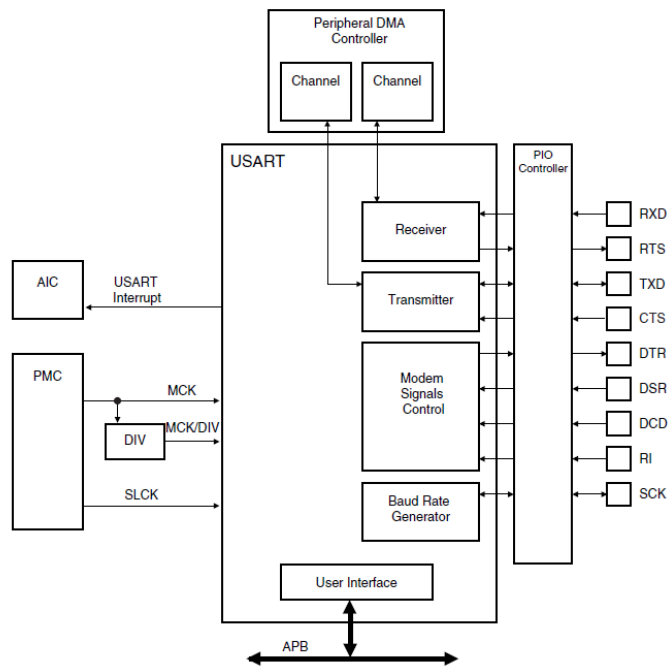 Peripheral DMA
Controller
Channel
Channel
USART
PIO
Controller
Receiver
RXD
RTS
AIC
USART
Interrupt
Transmitter
TXD
CTS
PMC
MCK
DIV
MCK/DIV
SLCK
Modem
Signals
Control
DTR
DSR
DCD
RI
Baud Rate
Generator
SCK
User Interface
APB